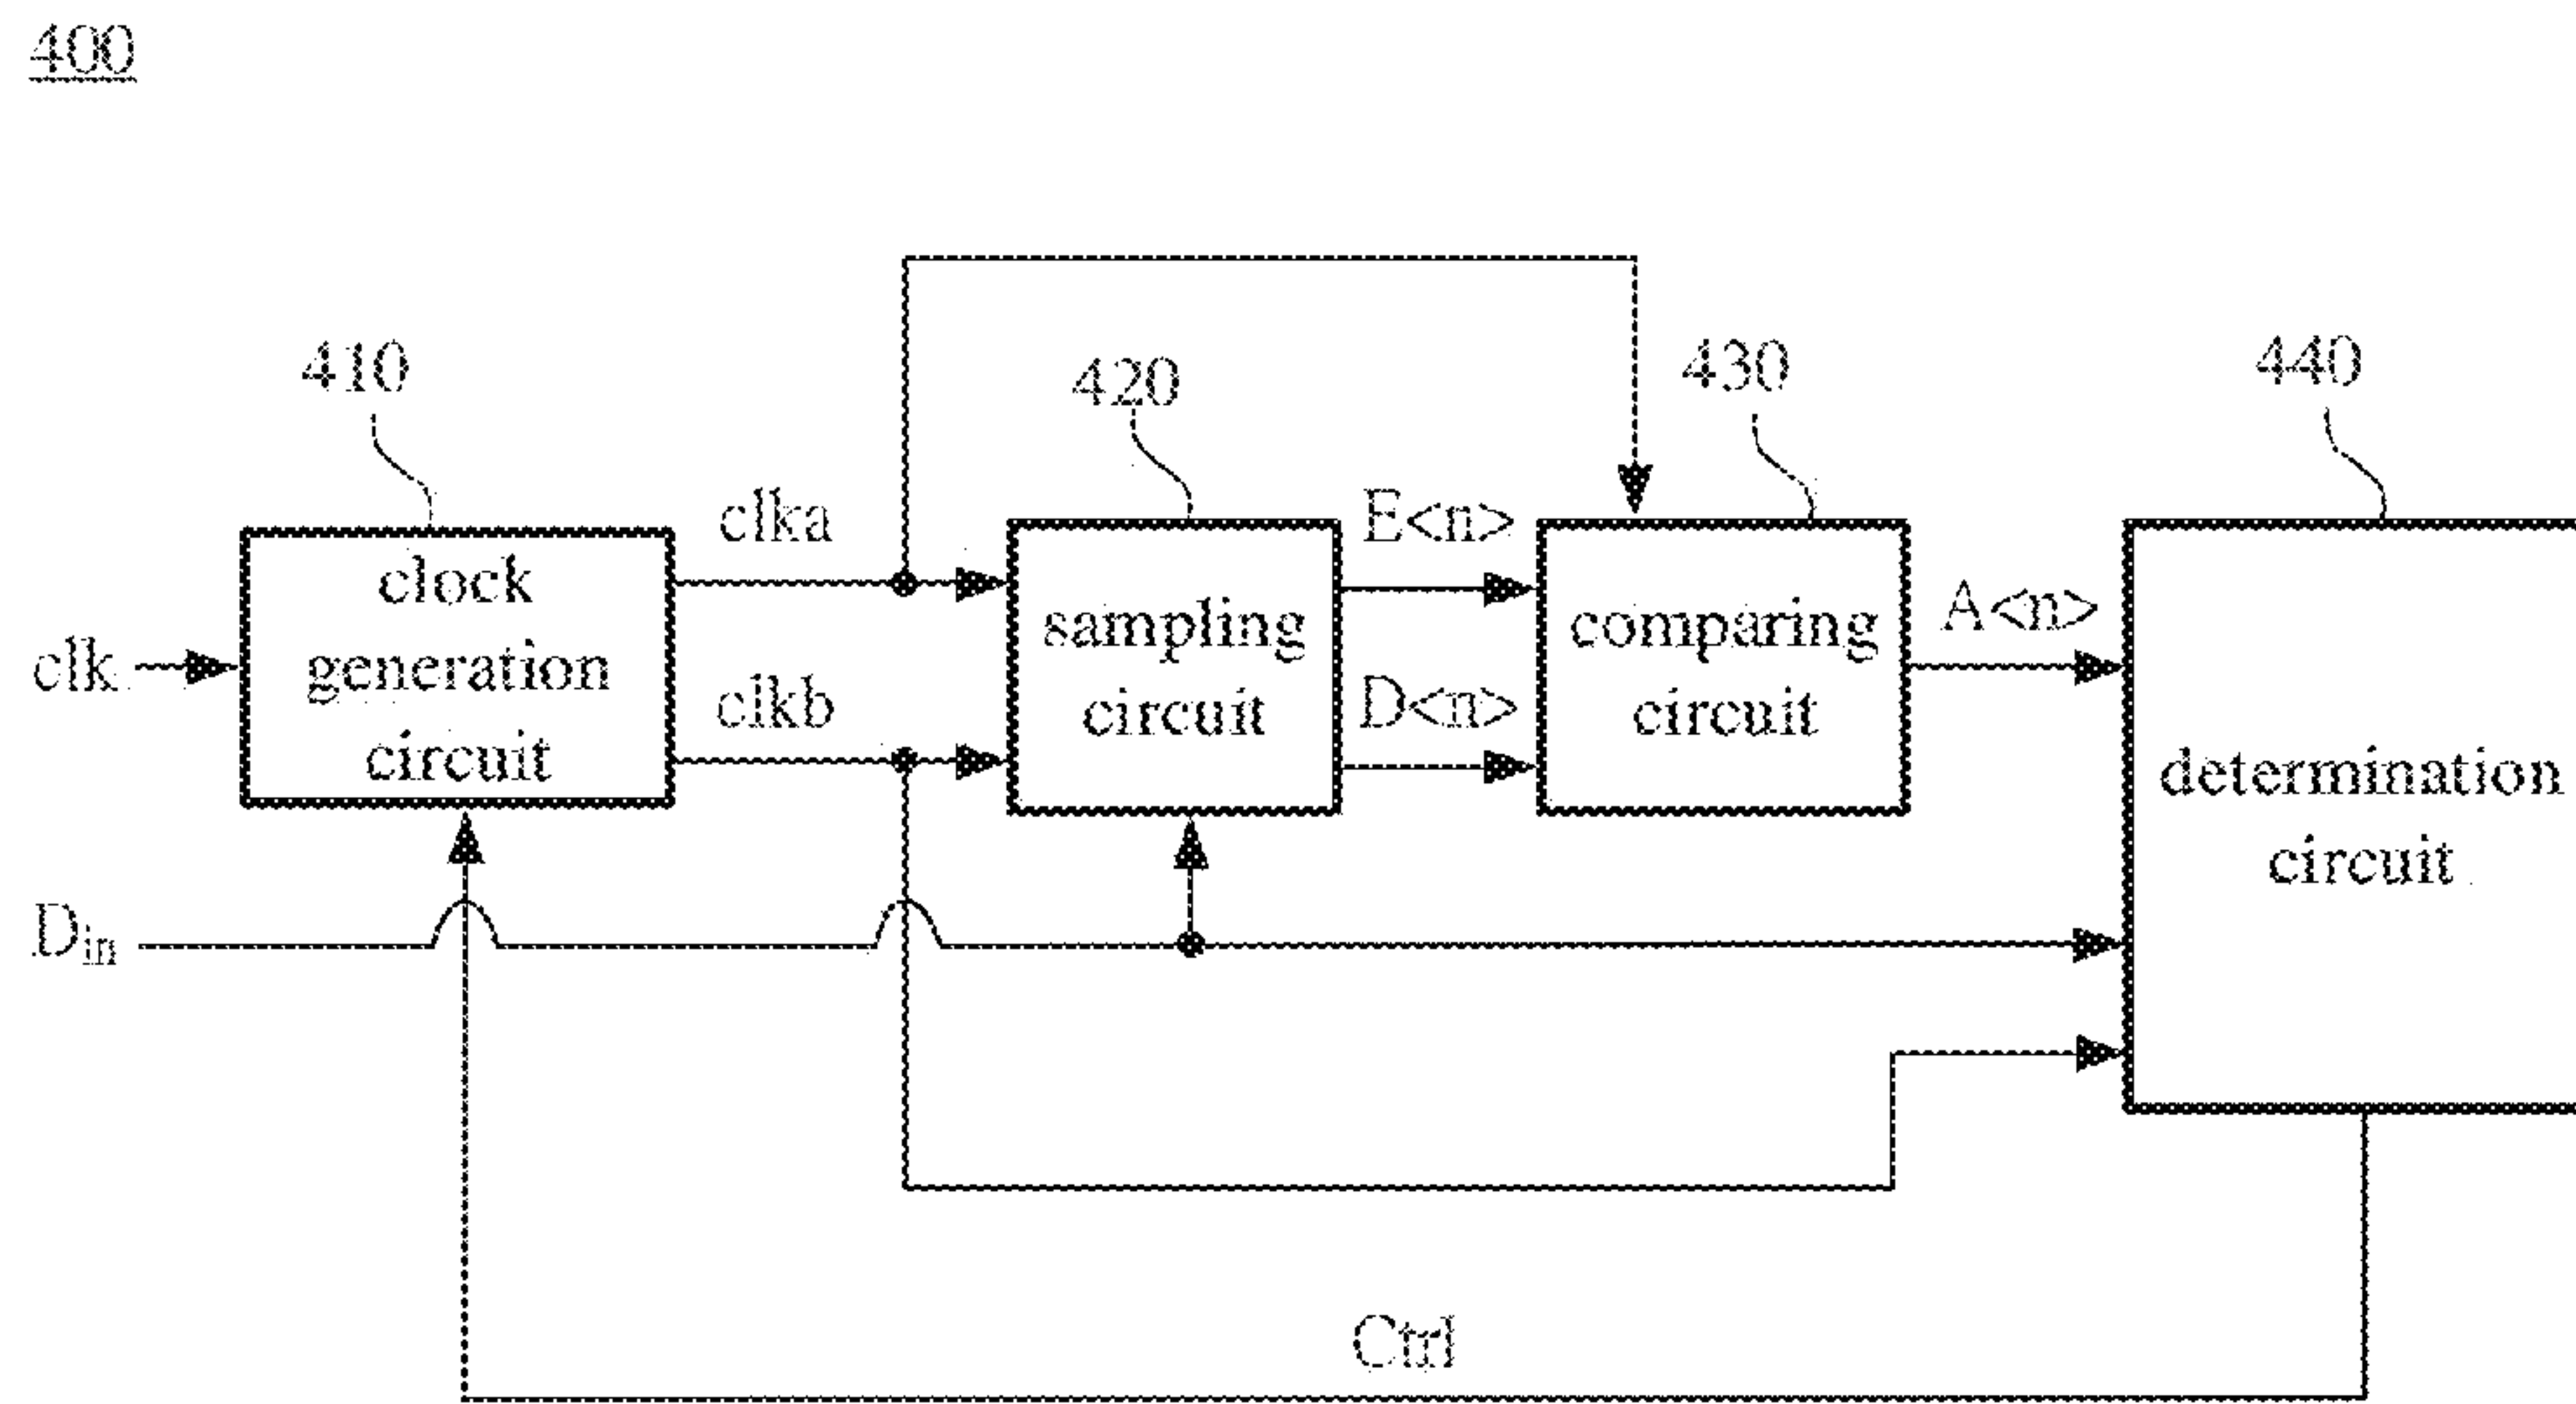 400
410
420
430
440
clka
E<n>
clock
generation
circuit
sampling
circuit
comparing
circuit
A<n>
clk
clkb
D<n>
determination
circuit
Din
Ctrl